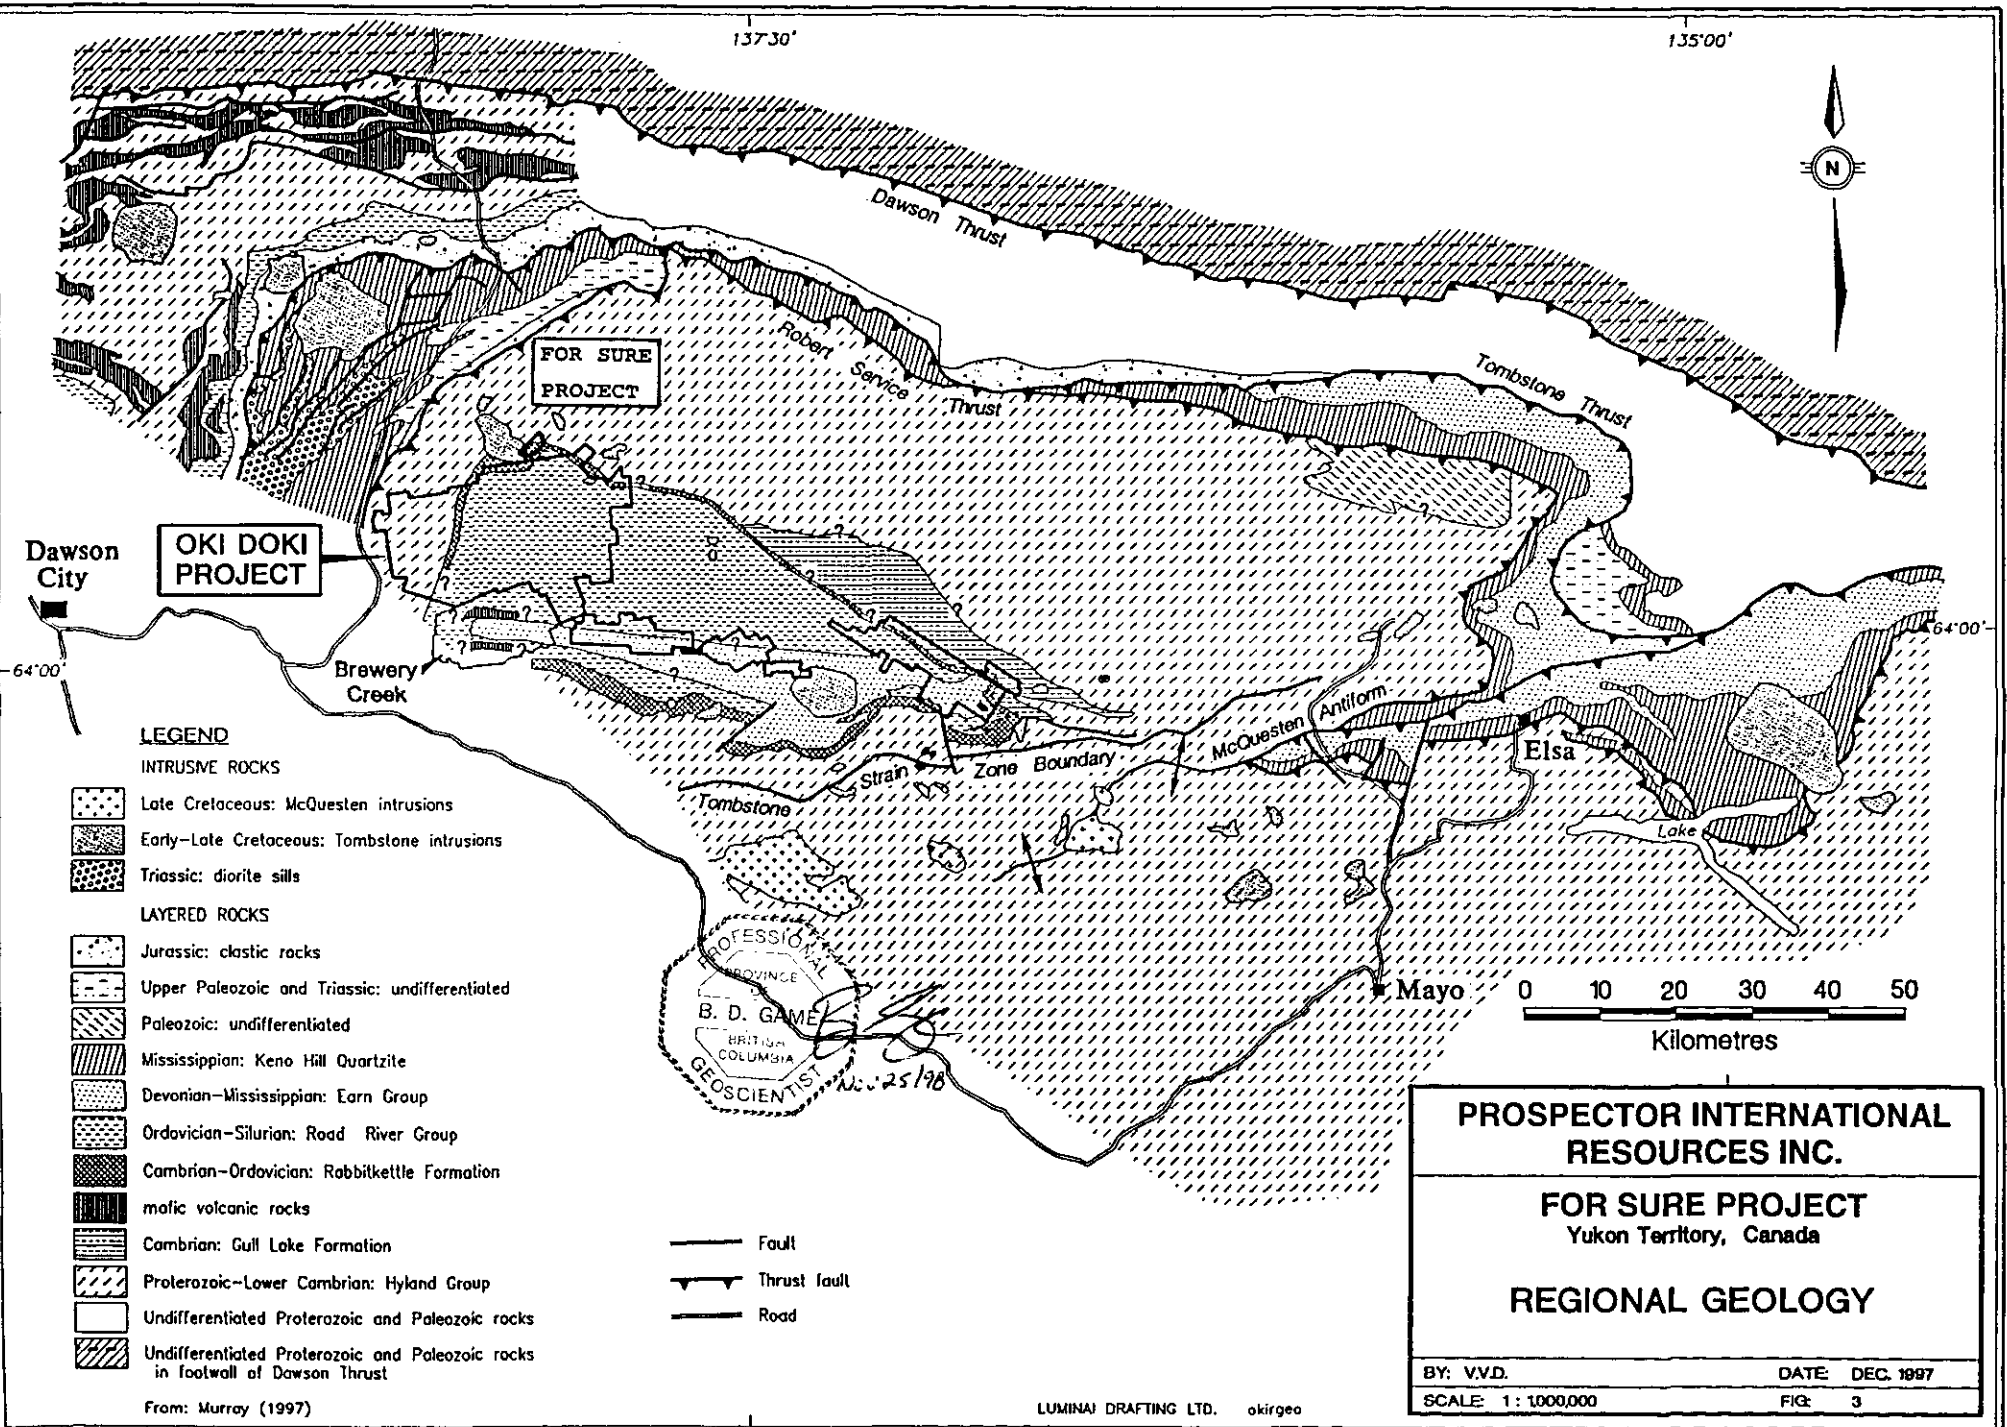 137°30'
135°00'
N
Dawson Thrust
Robert Service Thrust
Tombstone Thrust
FOR SURE
PROJECT
OKI DOKI
PROJECT
Dawson
City
64°00'
64°00'
Brewery
Creek
McQuesten Antiform
Elsa
Tombstone Strain Zone Boundary
Lake
Mayo
?
?
?
?
?
?
?
?
?
?
?
?
?
LEGEND
INTRUSIVE ROCKS
Late Cretaceous: McQuesten intrusions
Early-Late Cretaceous: Tombstone intrusions
Triassic: diorite sills
LAYERED ROCKS
Jurassic: clastic rocks
Upper Paleozoic and Triassic: undifferentiated
Paleozoic: undifferentiated
Mississippian: Keno Hill Quartzite
Devonian-Mississippian: Earn Group
Ordovician-Silurian: Road River Group
Cambrian-Ordovician: Rabbitkettle Formation
mafic volcanic rocks
Cambrian: Gull Lake Formation
Proterozoic-Lower Cambrian: Hyland Group
Undifferentiated Proterozoic and Paleozoic rocks
Undifferentiated Proterozoic and Paleozoic rocks
in footwall of Dawson Thrust
From: Murray (1997)
Fault
Thrust fault
Road
PROFESSIONAL
PROVINCE
OF
B. D. GAME
BRITISH
COLUMBIA
GEOSCIENTIST
Nov 25/98
0 10 20 30 40 50
Kilometres
PROSPECTOR INTERNATIONAL
RESOURCES INC.
FOR SURE PROJECT
Yukon Territory, Canada
REGIONAL GEOLOGY
BY: V.V.D.
DATE: DEC. 1997
SCALE: 1 : 1,000,000
FIG: 3
LUMINAI DRAFTING LTD. okirgeo